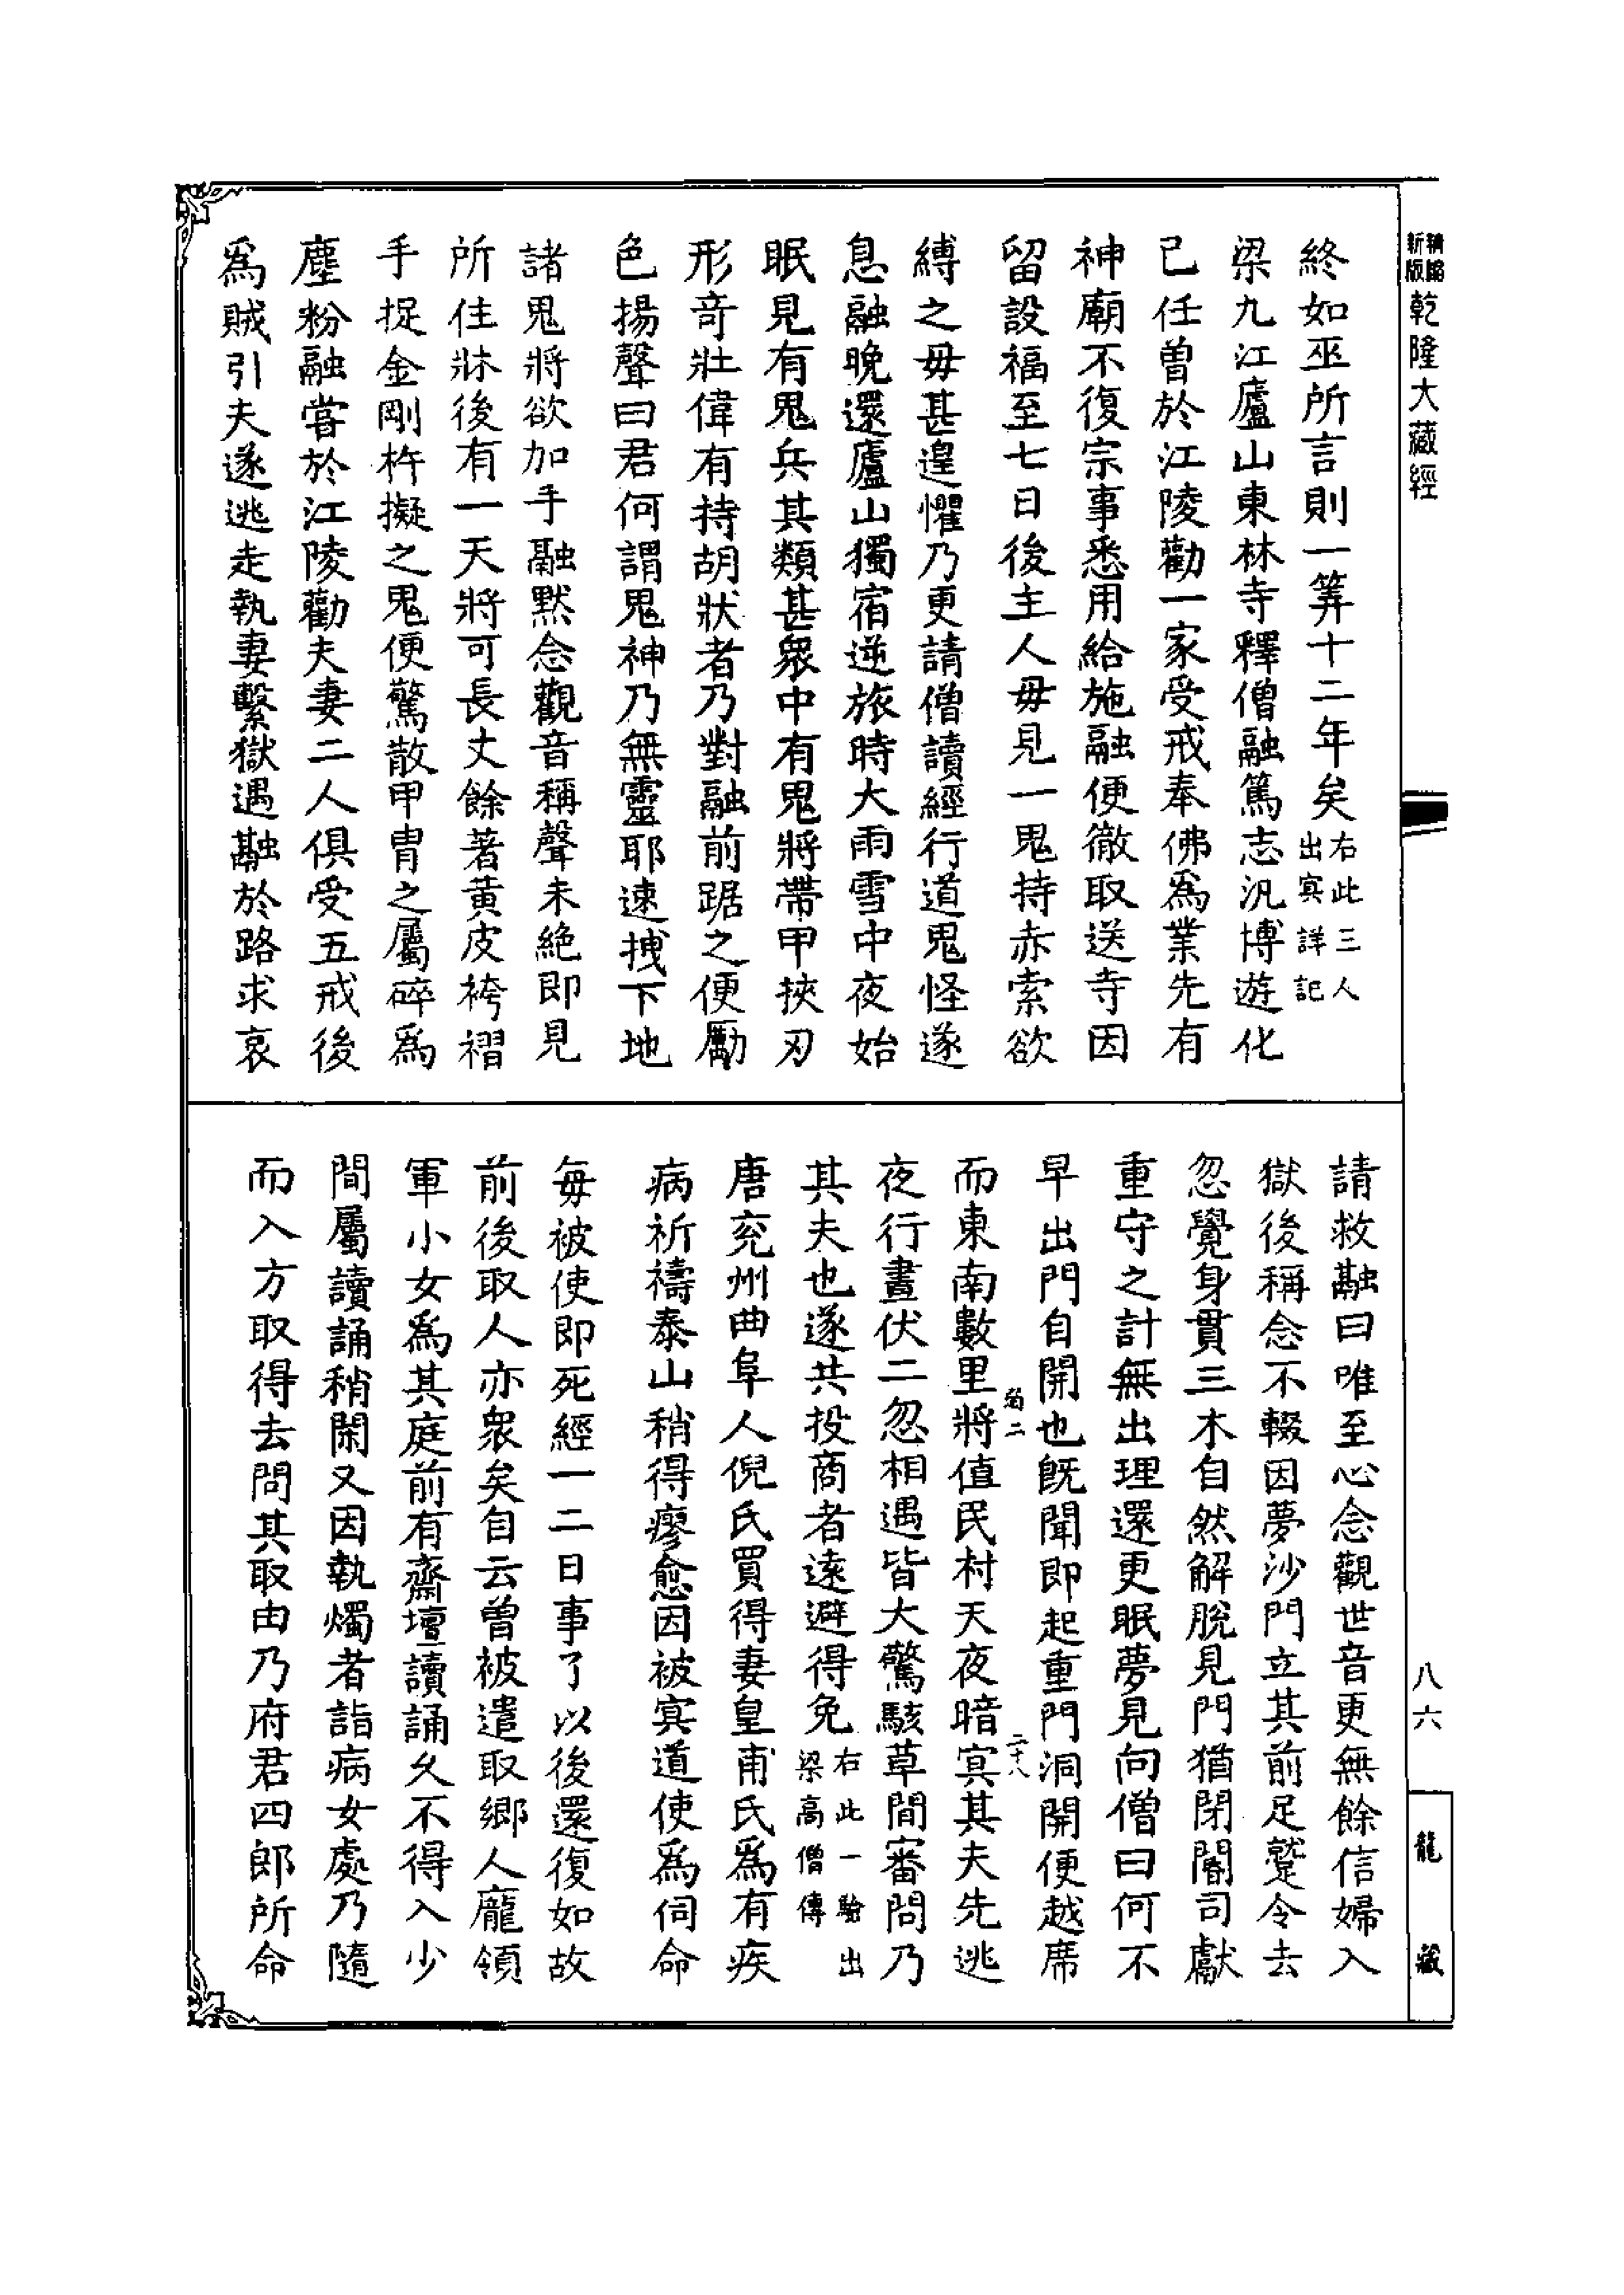 新版精縮乾隆大藏經
終如巫所言則一筭十二年矣右此三人出冥詳記
梁九江廬山東林寺釋僧融篤志汎博遊化
已任曾於江陵勸一家受戒奉佛爲業先有
神廟不復宗事悉用給施融便徹取送寺因
留設福至七日後主人毋見一鬼持赤索欲
縛之毋甚遑懼乃更請僧讀經行道鬼怪遂
息融晚還廬山獨宿逆旅時大雨雪中夜始
眠見有鬼兵其類甚衆中有鬼將帶甲挾刃
形竒壯偉有持胡狀者乃對融前踞之便勵
色揚聲曰君何謂鬼神乃無靈耶速拽下地
諸鬼將欲加手融默念觀音稱聲未絶即見
所住牀後有一天將可長丈餘著黄皮袴褶
手捉金剛杵擬之鬼便驚散甲胄之屬碎爲
塵粉融嘗於江陵勸夫妻二人俱受五戒後
爲賊引夫遂逃走執妻繫獄遇融於路求哀
請救融曰唯至心念觀世音更無餘信婦入
獄後稱念不輟因夢沙門立其前足蹵令去
忽覺身貫三木自然解脫見門猶閉閽司獻
重守之計無出理還更眠夢見向僧曰何不
早出門自開也旣聞即起重門洞開便越席
而東南數里將值民村天夜暗冥其夫先逃
夜行晝伏二忽相遇皆大驚駭草間審問乃
其夫也遂共投商者遠避得免右此一驗出梁高僧傳
唐兖州曲阜人倪氏買得妻皇甫氏爲有疾
病祈禱泰山稍得瘳愈因被冥道使爲伺命
每被使即死經一二日事了以後還復如故
前後取人亦衆矣自云曾被遣取鄉人龐領
軍小女爲其庭前有齋壇讀誦久不得入少
間屬讀誦稍閑又因執燭者詣病女處乃隨
而入方取得去問其取由乃府君四郎所命
二十八
八六
龍藏